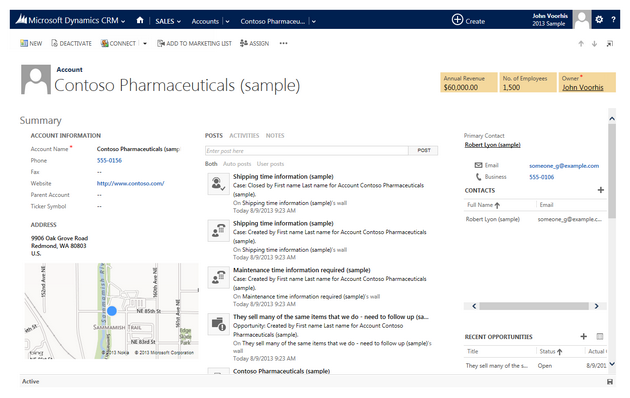 Microsoft Dynamics CRM
SALES
Accounts
Contoso Pharmaceu...
Create
John Voorhis
2013 Sample
?
NEW
DEACTIVATE
CONNECT
ADD TO MARKETING LIST
ASSIGN
...
Account
Contoso Pharmaceuticals (sample)
Annual Revenue
$60,000.00
No. of Employees
1,500
Owner *
John Voorhis
Summary
ACCOUNT INFORMATION
Account Name * Contoso Pharmaceuticals (samp
Phone 555-0156
Fax --
Website http://www.contoso.com/
Parent Account --
Ticker Symbol --
ADDRESS
9906 Oak Grove Road
Redmond, WA 80803
U.S.
152nd Ave NE
160th Ave NE
NE 85th St
SAMMAMISH TRAIL
NE 83rd St
Edge
Skate
Park
© 2013 Nokia © 2013 Microsoft Corporation
POSTS ACTIVITIES NOTES
Enter post here
POST
Both Auto posts User posts
Shipping time information (sample)
Case: Closed by First name Last name for Account Contoso Pharmaceuticals
(sample).
On Shipping time information (sample)'s wall
Today 8/9/2013 9:23 AM
Shipping time information (sample)
Case: Created by First name Last name for Account Contoso Pharmaceuticals
(sample).
On Shipping time information (sample)'s wall
Today 8/9/2013 9:23 AM
Maintenance time information required (sample)
Case: Created by First name Last name for Account Contoso Pharmaceuticals
(sample).
On Maintenance time information required (sample)'s wall
Today 8/9/2013 9:23 AM
They sell many of the same items that we do - need to follow up (sa...
Opportunity: Created by First name Last name for Account Contoso
Pharmaceuticals (sample).
On They sell many of the same items that we do - need to follow up (sample)'s
wall
Today 8/9/2013 9:23 AM
Contoso Pharmaceuticals (sample)
Primary Contact
Robert Lyon (sample)
Email someone_g@example.com
Business 555-0106
CONTACTS
Full Name Email
Robert Lyon (sample) someone_g@example.c...
RECENT OPPORTUNITIES
Title Status Actual
They sell many of the s... Open 8/9/201
Active